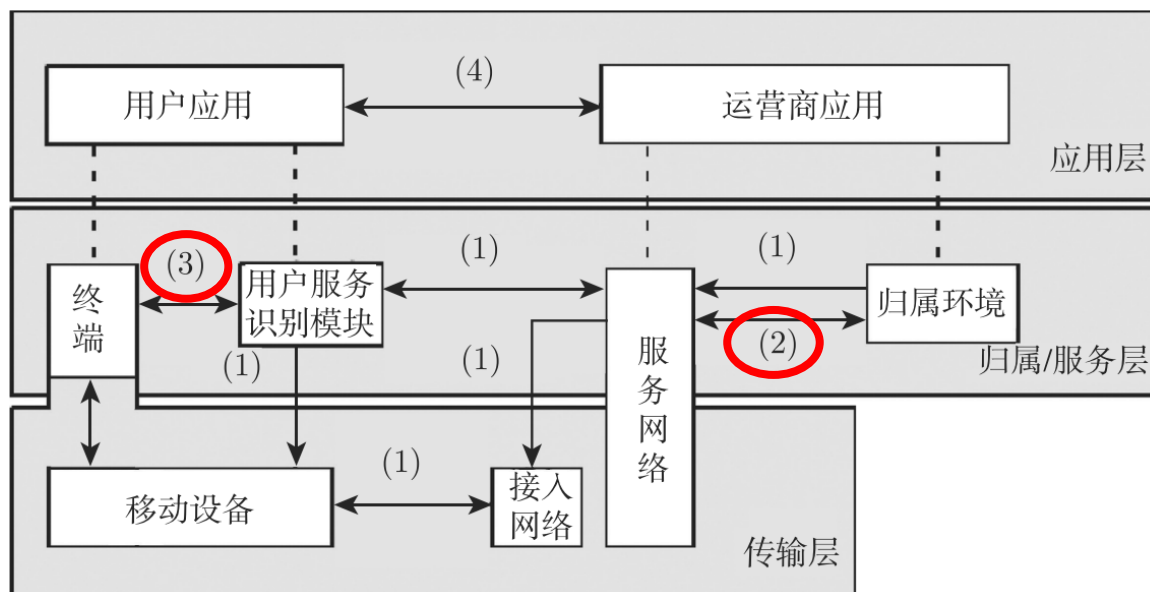 (4)
用户应用
运营商应用
应用层
(3)
(1)
(1)
终
端
用户服务
识别模块
归属环境
(1)
(1)
(2)
服
务
网
络
归属/服务层
(1)
移动设备
接入
网络
传输层